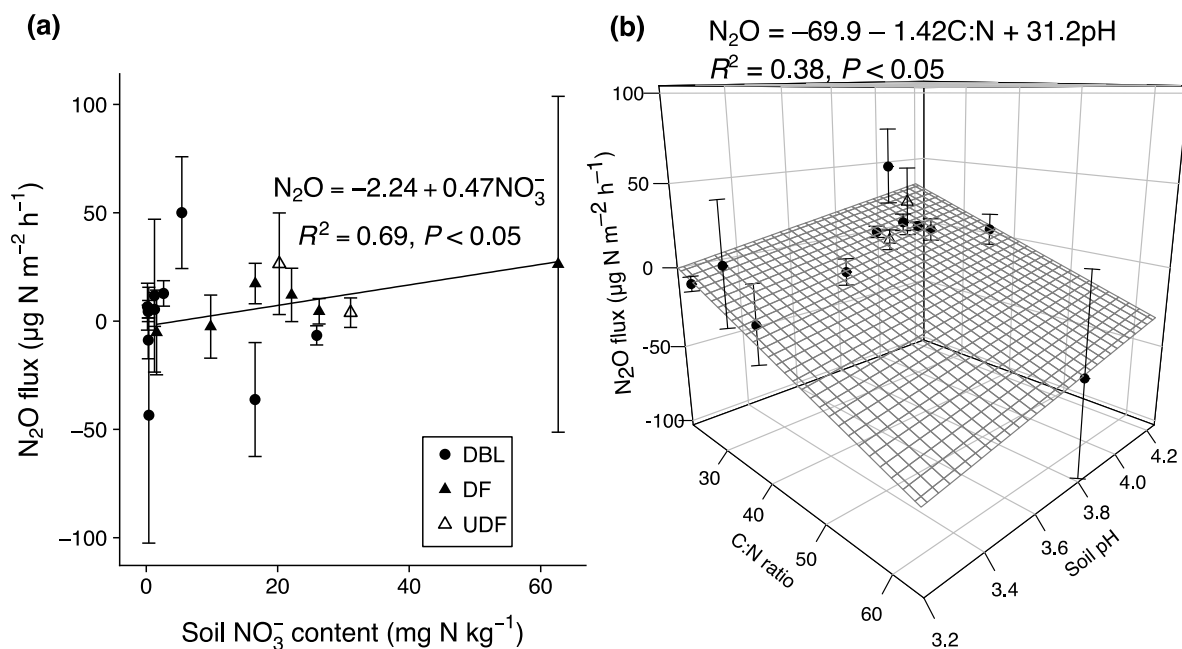 (a)
N₂O flux (µg N m⁻² h⁻¹)
100
50
0
−50
−100
N₂O = −2.24 + 0.47NO₃⁻
R² = 0.69, P < 0.05
DBL
DF
UDF
0 20 40 60
Soil NO₃⁻ content (mg N kg⁻¹)
(b)
N₂O = −69.9 − 1.42C:N + 31.2pH
R² = 0.38, P < 0.05
N₂O flux (µg N m⁻² h⁻¹)
100
50
0
-50
-100
30
40
50
60
C:N ratio
3.2
3.4
3.6
3.8
4.0
4.2
Soil pH